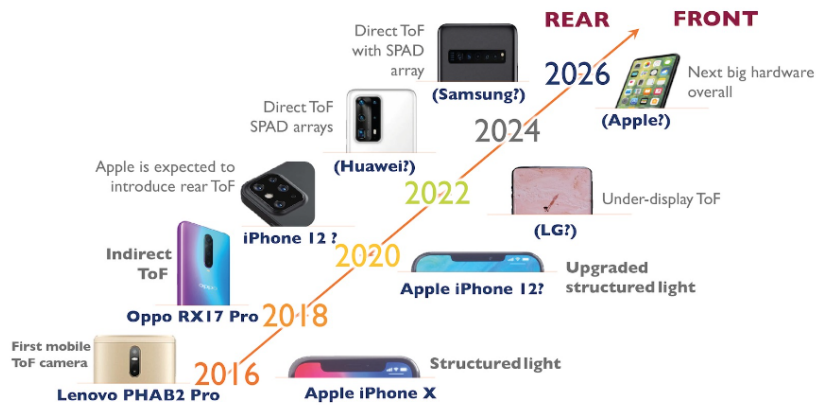 REAR
FRONT
Direct ToF
with SPAD
array
(Samsung?)
2026
Next big hardware
overall
(Apple?)
Direct ToF
SPAD arrays
(Huawei?)
2024
Apple is expected to
introduce rear ToF
iPhone 12 ?
2022
Under-display ToF
(LG?)
Indirect
ToF
Oppo RX17 Pro
2020
Apple iPhone 12?
Upgraded
structured light
2018
First mobile
ToF camera
Lenovo PHAB2 Pro
2016
Apple iPhone X
Structured light